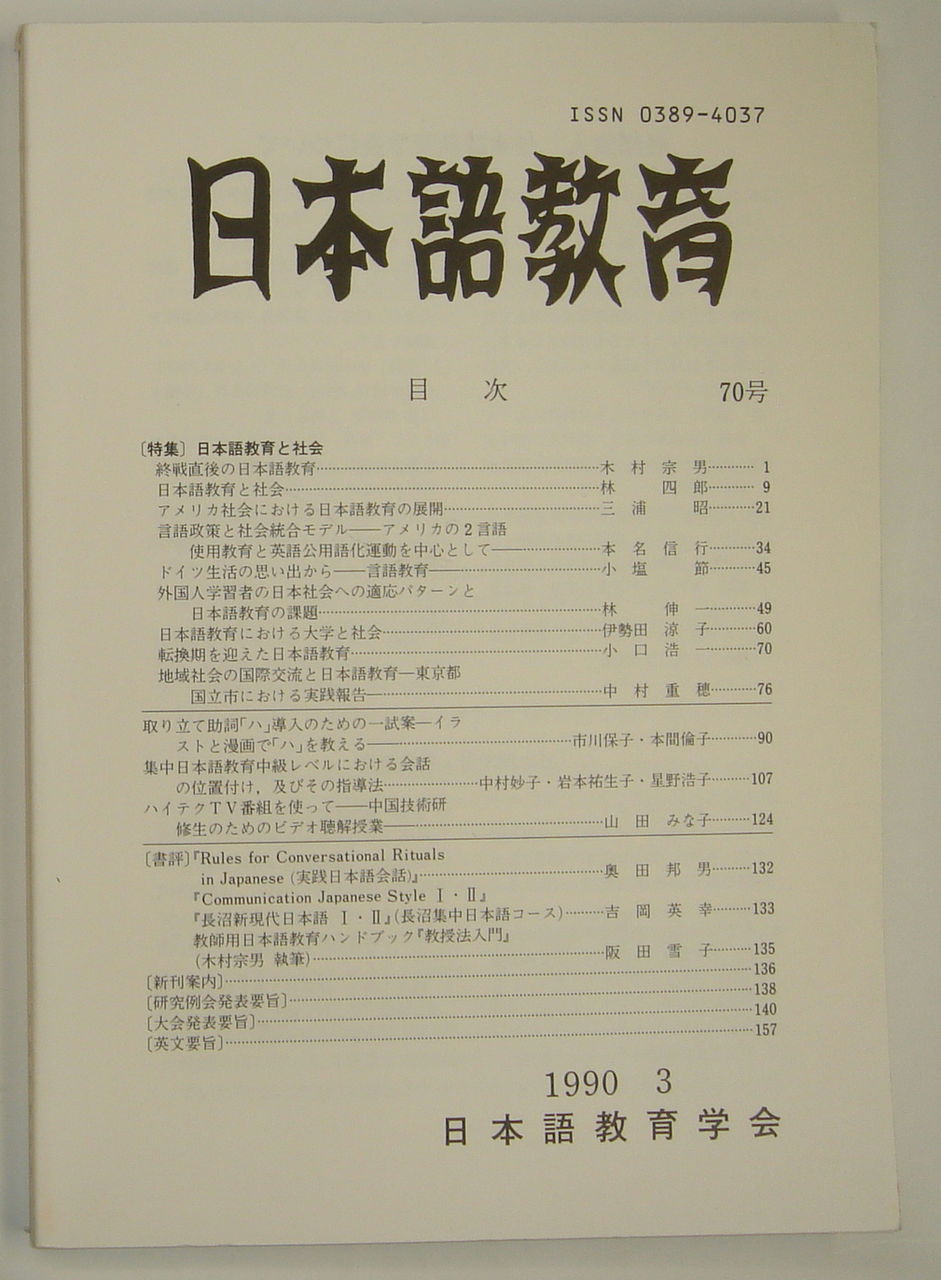 ISSN 0389-4037
日本語教育
目 次 70号
〔特集〕 日本語教育と社会
終戦直後の日本語教育……木 村 宗 男……1
日本語教育と社会……林 四 郎……9
アメリカ社会における日本語教育の展開……三 浦 昭……21
言語政策と社会統合モデル――アメリカの2言語
使用教育と英語公用語化運動を中心として――……本 名 信 行……34
ドイツ生活の思い出から――言語教育――……小 塩 節……45
外国人学習者の日本社会への適応パターンと
日本語教育の課題……林 伸 一……49
日本語教育における大学と社会……伊勢田 涼 子……60
転換期を迎えた日本語教育……小 口 浩 一……70
地域社会の国際交流と日本語教育―東京都
国立市における実践報告―……中 村 重 穂……76
取り立て助詞「ハ」導入のための一試案―イラ
ストと漫画で「ハ」を教える――……市川保子・本間倫子……90
集中日本語教育中級レベルにおける会話
の位置付け，及びその指導法……中村妙子・岩本祐生子・星野浩子……107
ハイテクTV番組を使って――中国技術研
修生のためのビデオ聴解授業――……山 田 みな子……124
〔書評〕『Rules for Conversational Rituals
in Japanese (実践日本語会話)』……奥 田 邦 男……132
『Communication Japanese Style Ⅰ・Ⅱ』
『長沼新現代日本語 Ⅰ・Ⅱ』(長沼集中日本語コース)……吉 岡 英 幸……133
教師用日本語教育ハンドブック『教授法入門』
(木村宗男 執筆)……阪 田 雪 子……135
〔新刊案内〕……136
〔研究例会発表要旨〕……138
〔大会発表要旨〕……140
〔英文要旨〕……157
1990 3
日本語教育学会